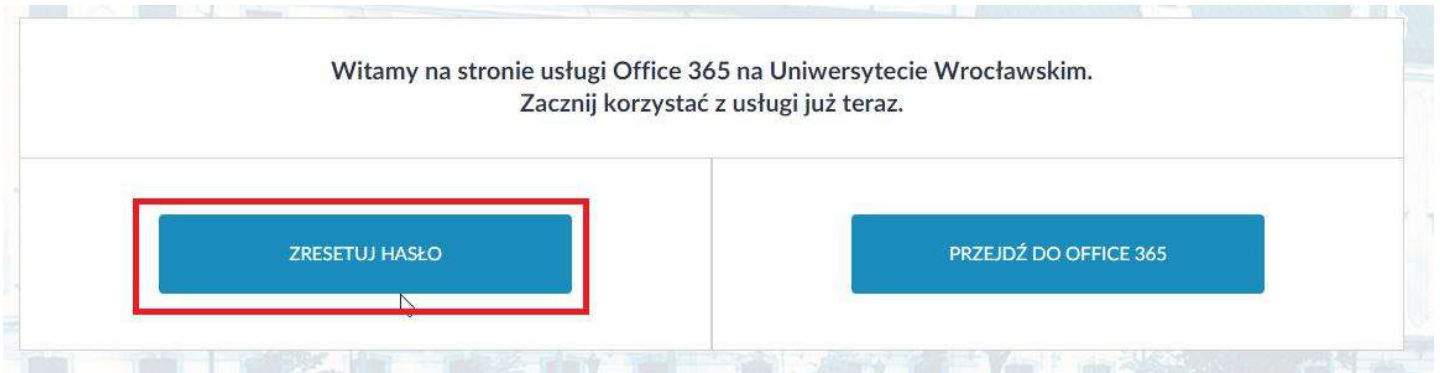 Witamy na stronie usługi Office 365 na Uniwersytecie Wrocławskim.
Zacznij korzystać z usługi już teraz.
ZRESETUJ HASŁO
PRZEJDŹ DO OFFICE 365